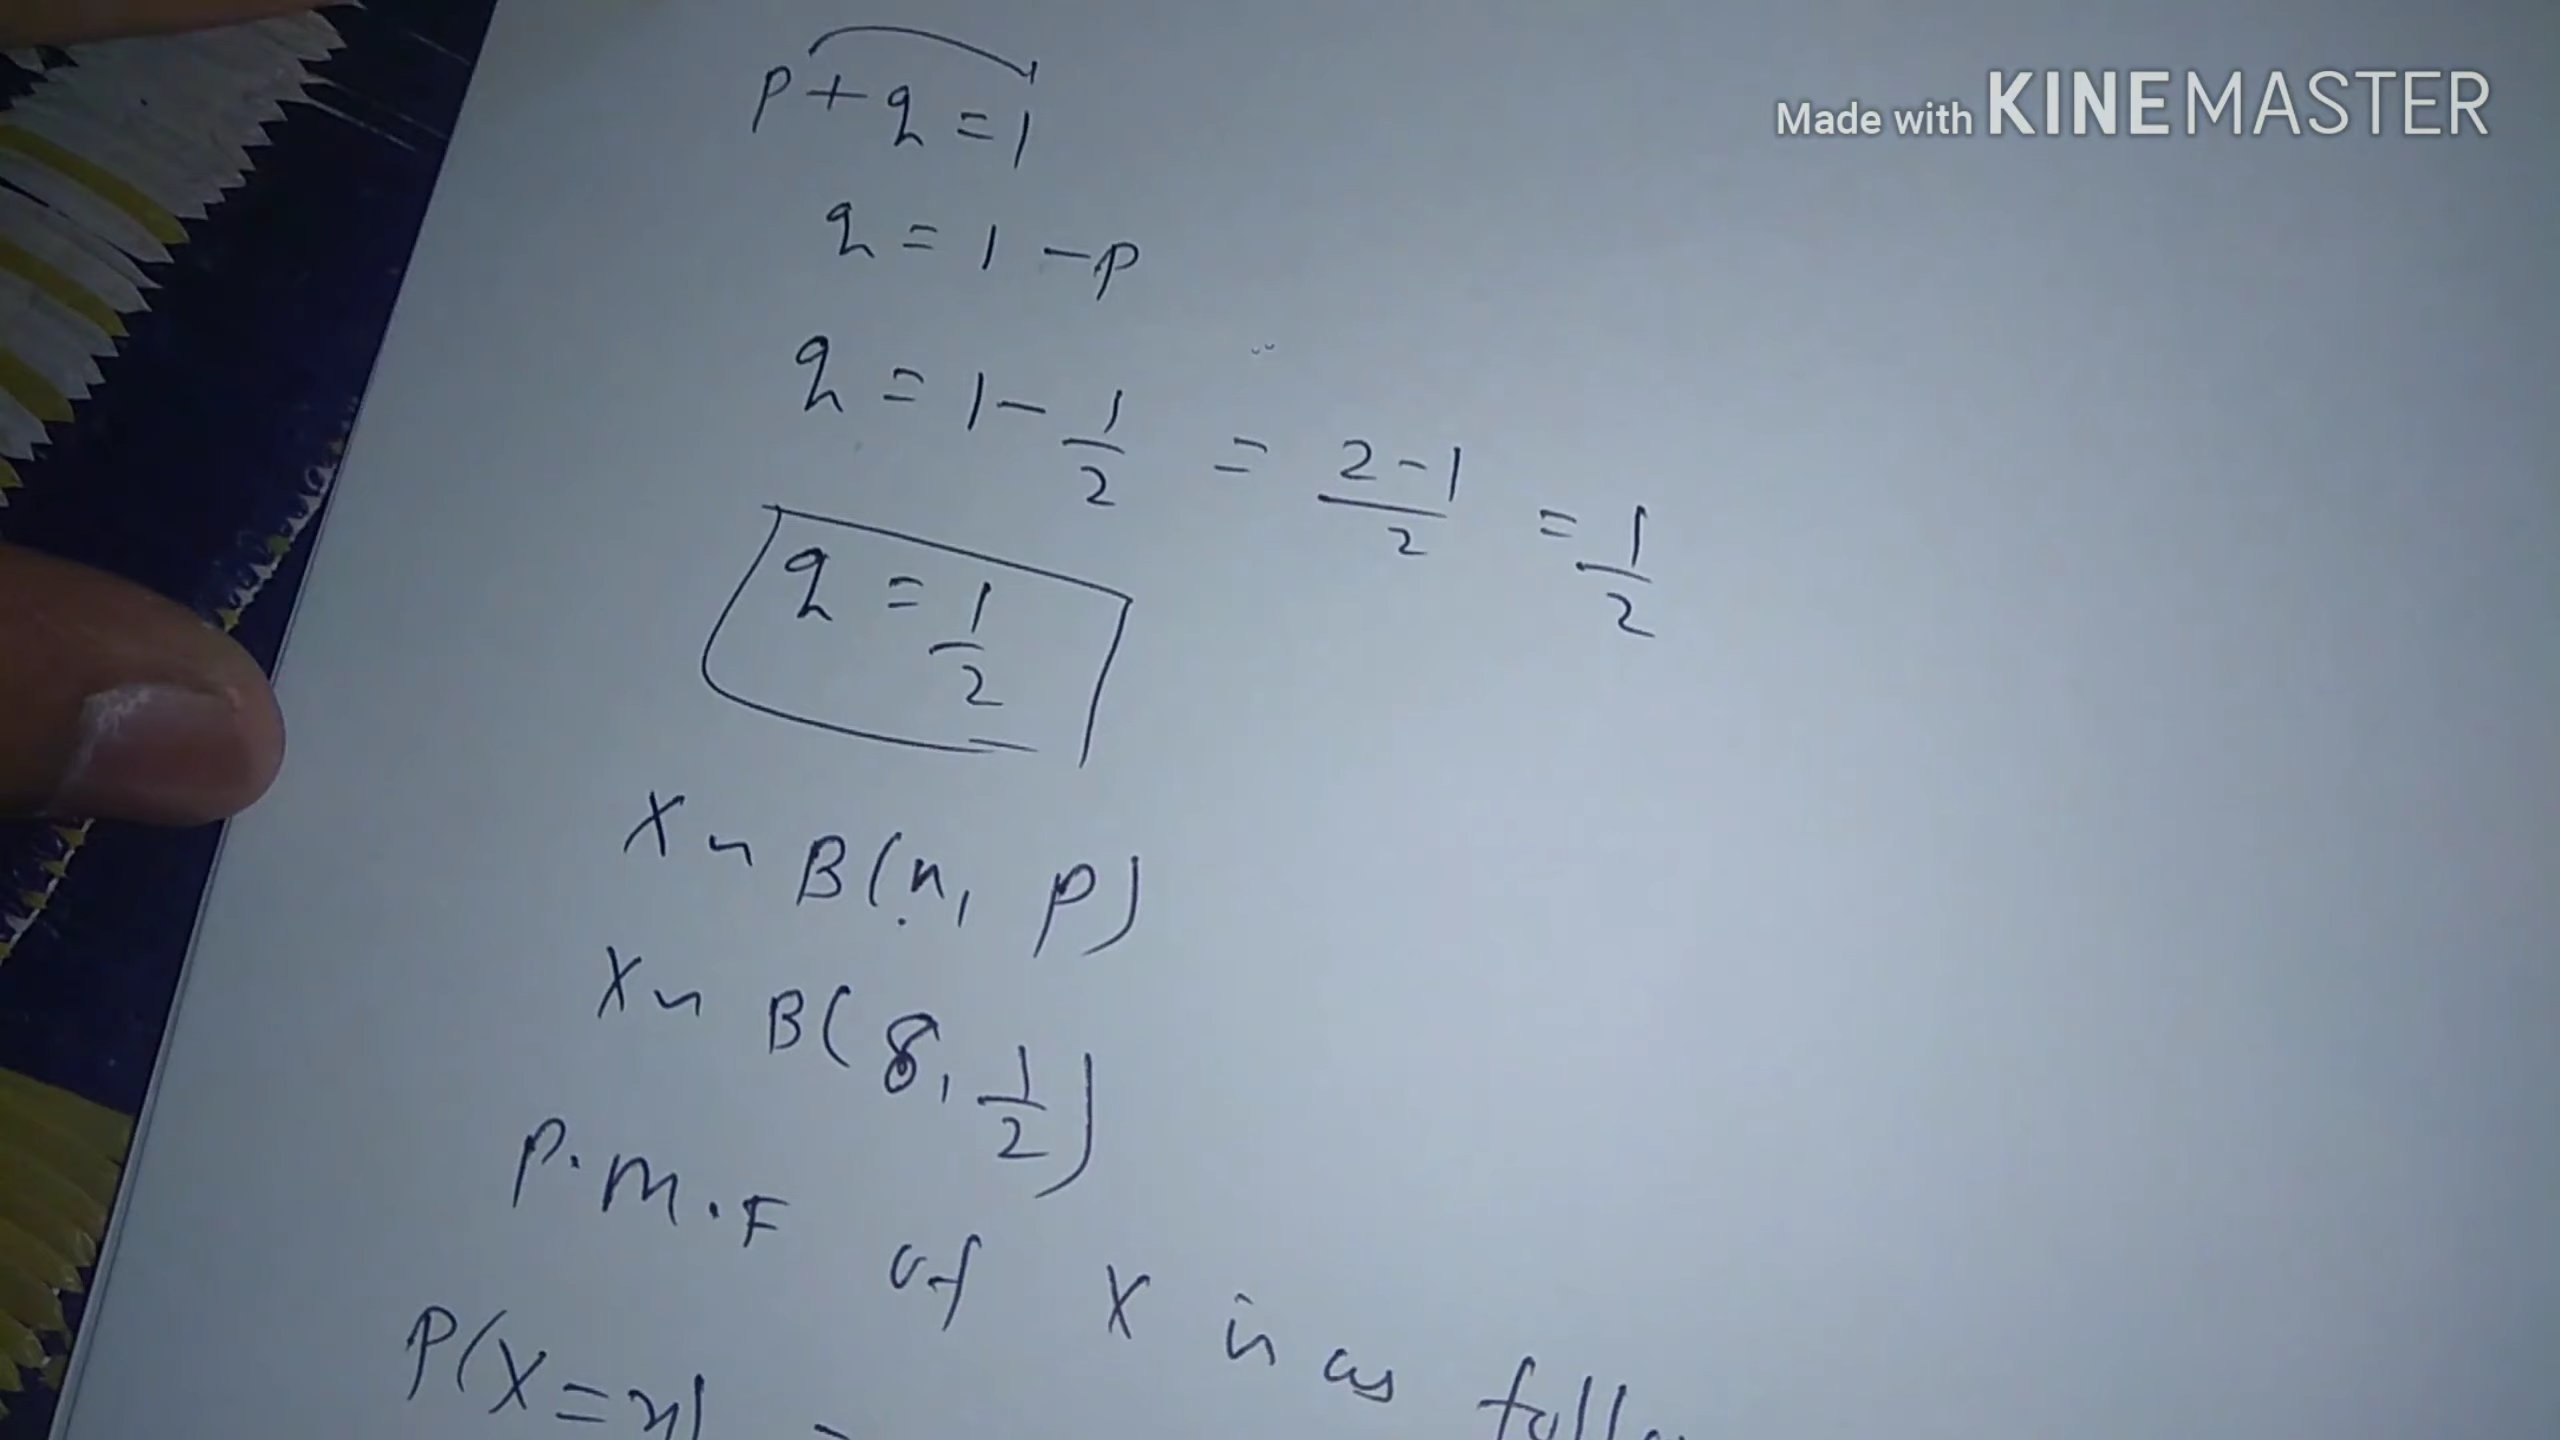 Made with KINEMASTER
p + q = 1
q = 1 - p
q = 1 - 1/2 = 2-1/2 = 1/2
q = 1/2
X ~ B(n, p)
X ~ B(8, 1/2)
P.M.F of X is as
P(X=x) =